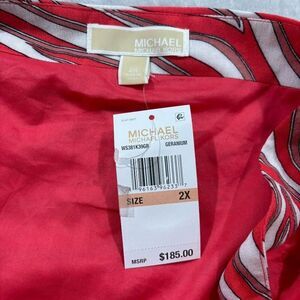 MICHAEL
MICHAEL KORS
MICHAEL
MICHAEL KORS
GERANIUM
SIZE
2X
MSRP
$185.00